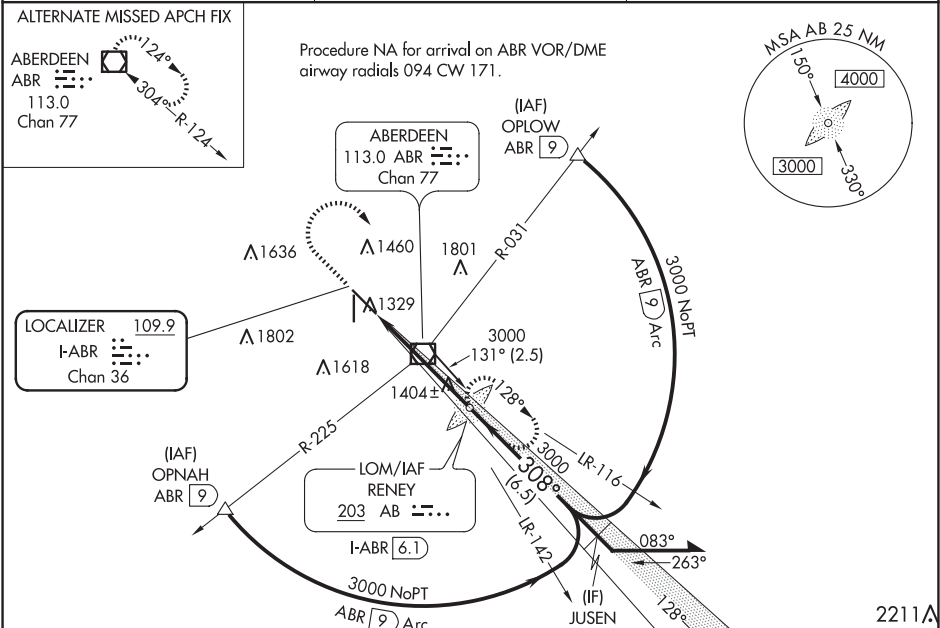 ALTERNATE MISSED APCH FIX
ABERDEEN
ABR
113.0
Chan 77
124°
304°
R-124
Procedure NA for arrival on ABR VOR/DME
airway radials 094 CW 171.
MSA AB 25 NM
150°
4000
3000
330°
(IAF)
OPLOW
ABR 9
ABERDEEN
113.0 ABR
Chan 77
R-031
3000 NoPT
ABR 9 Arc
1636
1460
1801
1329
LOCALIZER 109.9
I-ABR
Chan 36
1802
1618
3000
131° (2.5)
1404±
128°
R-225
(IAF)
OPNAH
ABR 9
LOM/IAF
RENEY
203 AB
I-ABR 6.1
308°
3000
(6.5)
LR-116
LR-142
083°
263°
3000 NoPT
ABR 9 Arc
(IF)
JUSEN
128°
2211